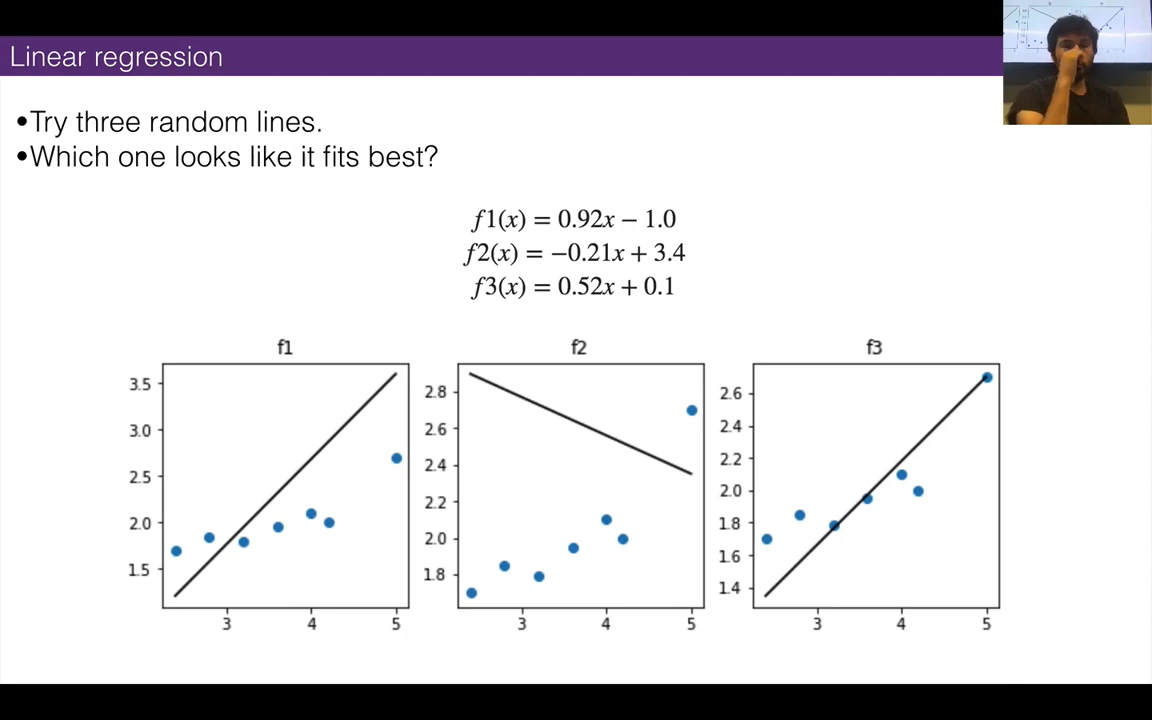 Linear regression
•Try three random lines.
•Which one looks like it fits best?
f1(x) = 0.92x − 1.0
f2(x) = −0.21x + 3.4
f3(x) = 0.52x + 0.1
f1
3.5
3.0
2.5
2.0
1.5
3 4 5
f2
2.8
2.6
2.4
2.2
2.0
1.8
3 4 5
f3
2.6
2.4
2.2
2.0
1.8
1.6
1.4
3 4 5